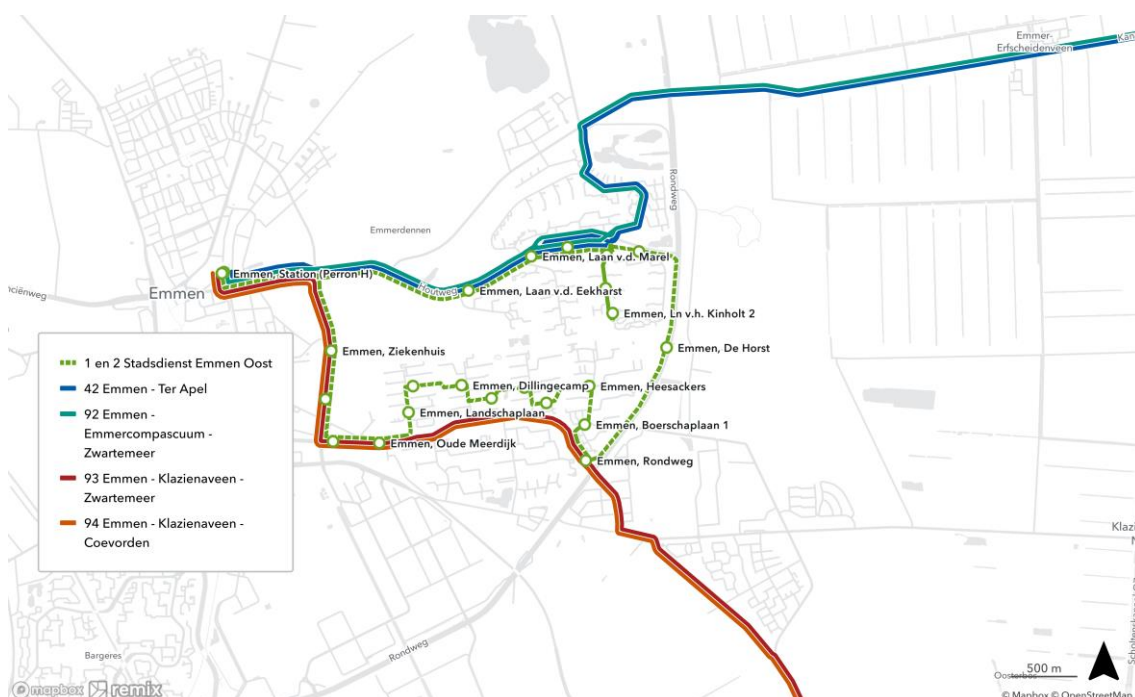 Emmer-
Erfscheidenveen
Rondweg
Emmerdennen
Emmen, Laan v.d. Marel
Emmen, Station (Perron H)
Emmen
Houtweg
Emmen, Laan v.d. Eekharst
Emmen, Ln v.h. Kinholt 2
Emmen, Ziekenhuis
Emmen, De Horst
1 en 2 Stadsdienst Emmen Oost
42 Emmen - Ter Apel
92 Emmen -
Emmercompascuum -
Zwartemeer
93 Emmen - Klazienaveen -
Zwartemeer
94 Emmen - Klazienaveen -
Coevorden
Emmen, Dillingecamp
Emmen, Heesackers
Emmen, Landschaplaan
Emmen, Boerschaplaan 1
Emmen, Oude Meerdijk
Emmen, Rondweg
Rondweg
Bargeres
500 m
mapbox remix
© Mapbox © OpenStreetMap